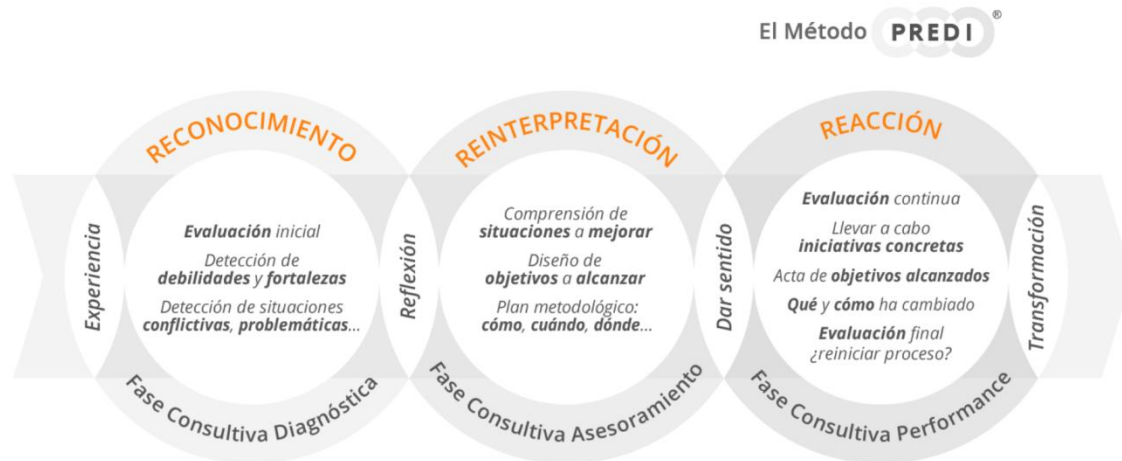 El Método PREDI ®
RECONOCIMIENTO
Experiencia
Evaluación inicial
Detección de
debilidades y fortalezas
Detección de situaciones
conflictivas, problemáticas...
Fase Consultiva Diagnóstica
Reflexión
REINTERPRETACIÓN
Comprensión de
situaciones a mejorar
Diseño de
objetivos a alcanzar
Plan metodológico:
cómo, cuándo, dónde...
Fase Consultiva Asesoramiento
Dar sentido
REACCIÓN
Evaluación continua
Llevar a cabo
iniciativas concretas
Acta de objetivos alcanzados
Qué y cómo ha cambiado
Evaluación final
¿reiniciar proceso?
Fase Consultiva Performance
Transformación